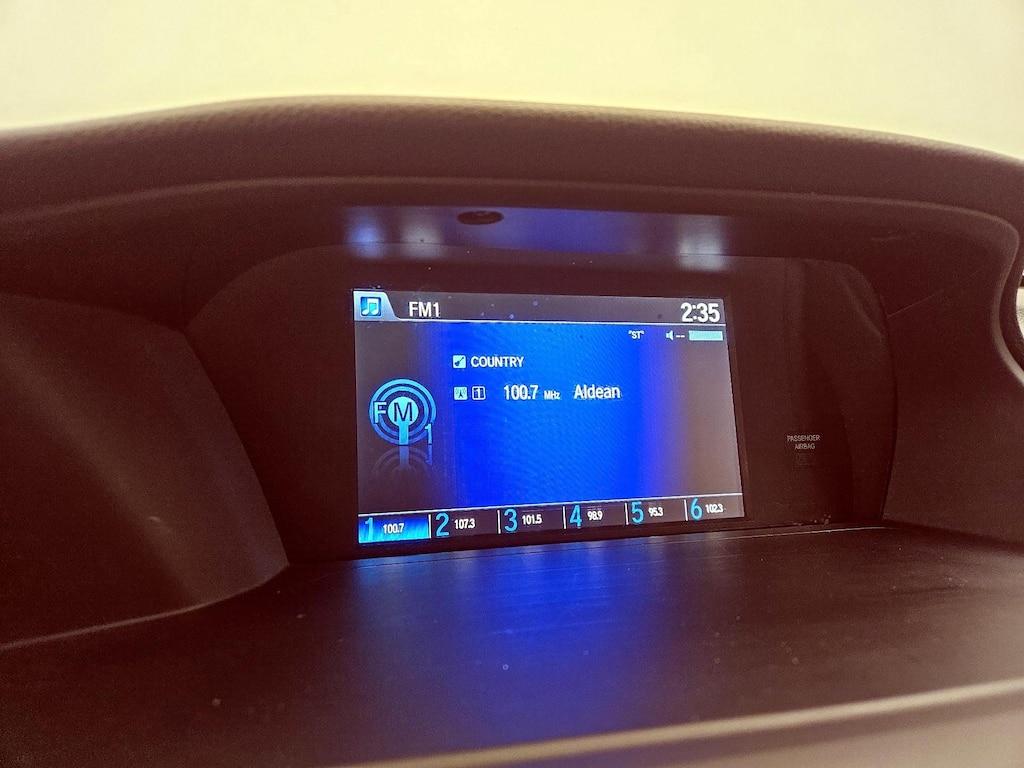 FM1 2:35
"ST" --
COUNTRY
1 100.7 MHz Aldean
FM 1
1 100.7 2 107.3 3 101.5 4 98.9 5 95.3 6 102.3
PASSENGER
AIRBAG